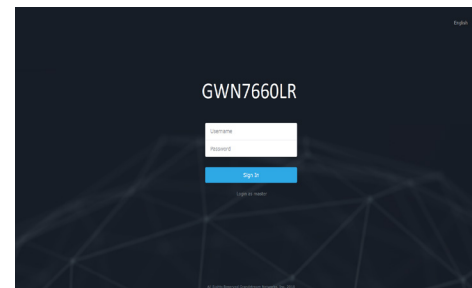 English
GWN7660LR
Username
Password
Sign In
Login as master